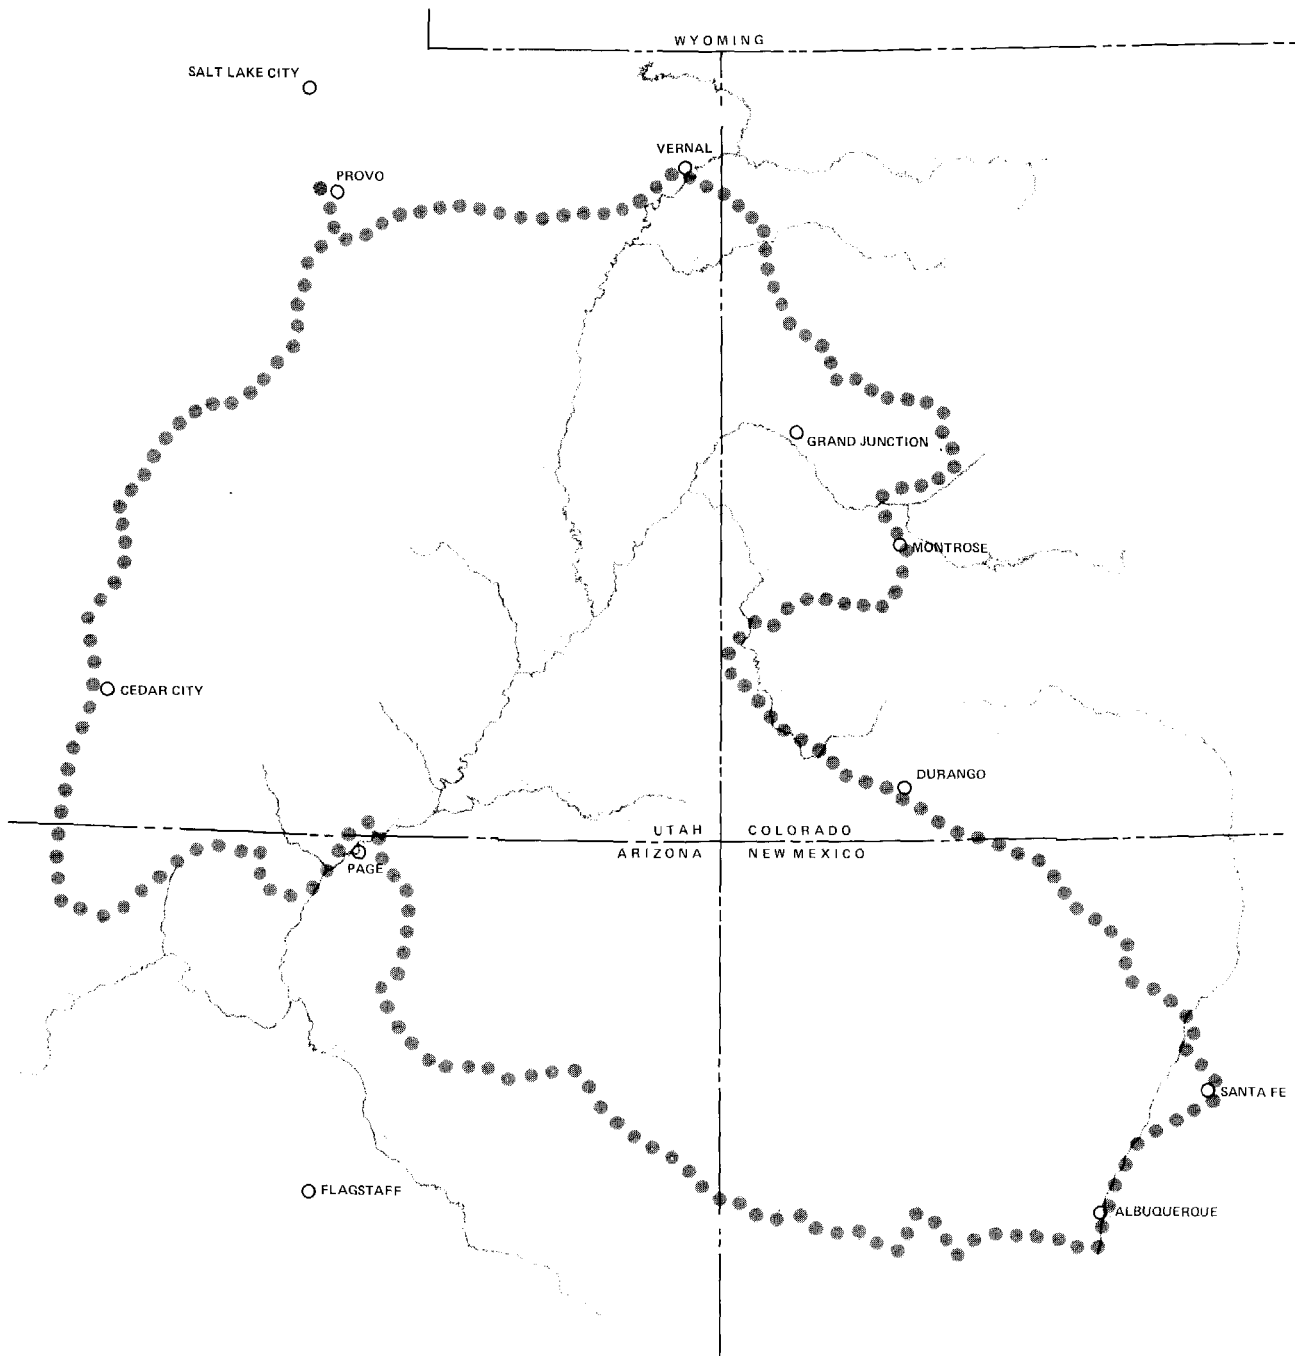 WYOMING
SALT LAKE CITY
VERNAL
PROVO
GRAND JUNCTION
MONTROSE
CEDAR CITY
DURANGO
UTAH COLORADO
ARIZONA NEW MEXICO
PAGE
SANTA FE
FLAGSTAFF
ALBUQUERQUE